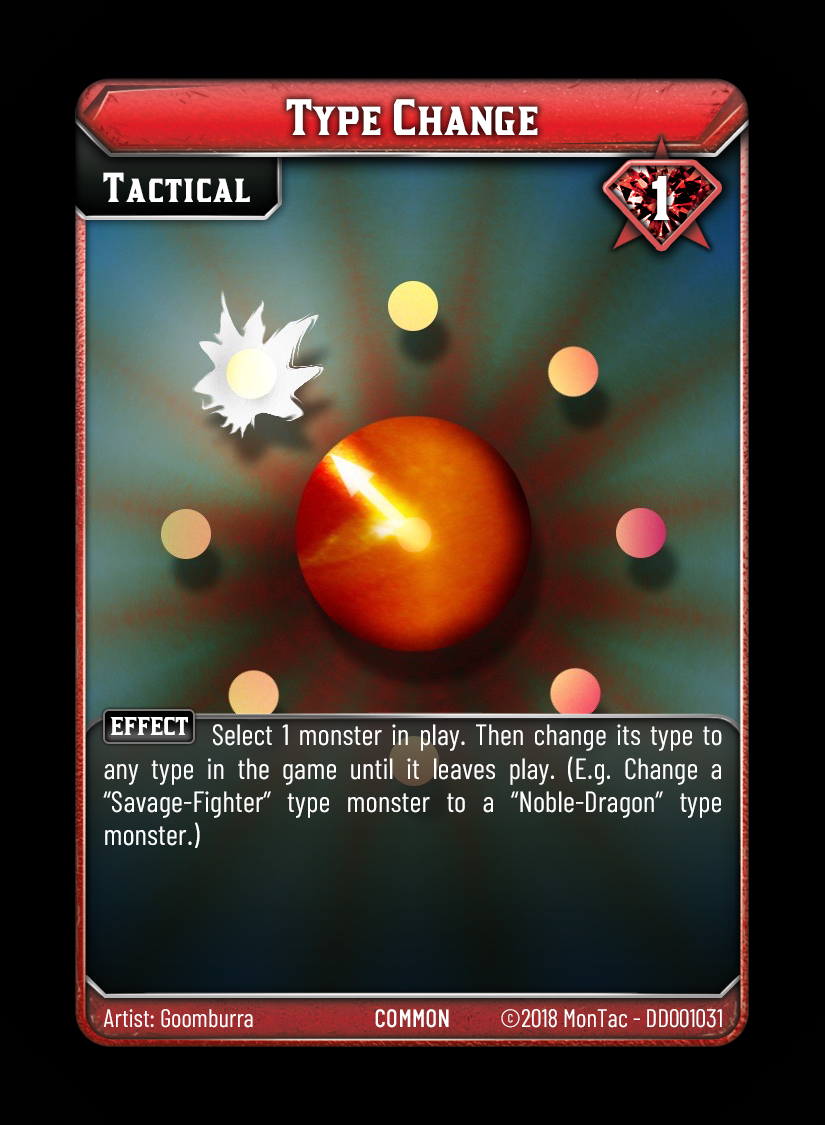 Type Change
Tactical
1
EFFECT Select 1 monster in play. Then change its type to
any type in the game until it leaves play. (E.g. Change a
“Savage-Fighter” type monster to a “Noble-Dragon” type
monster.)
Artist: Goomburra COMMON ©2018 MonTac - DD001031